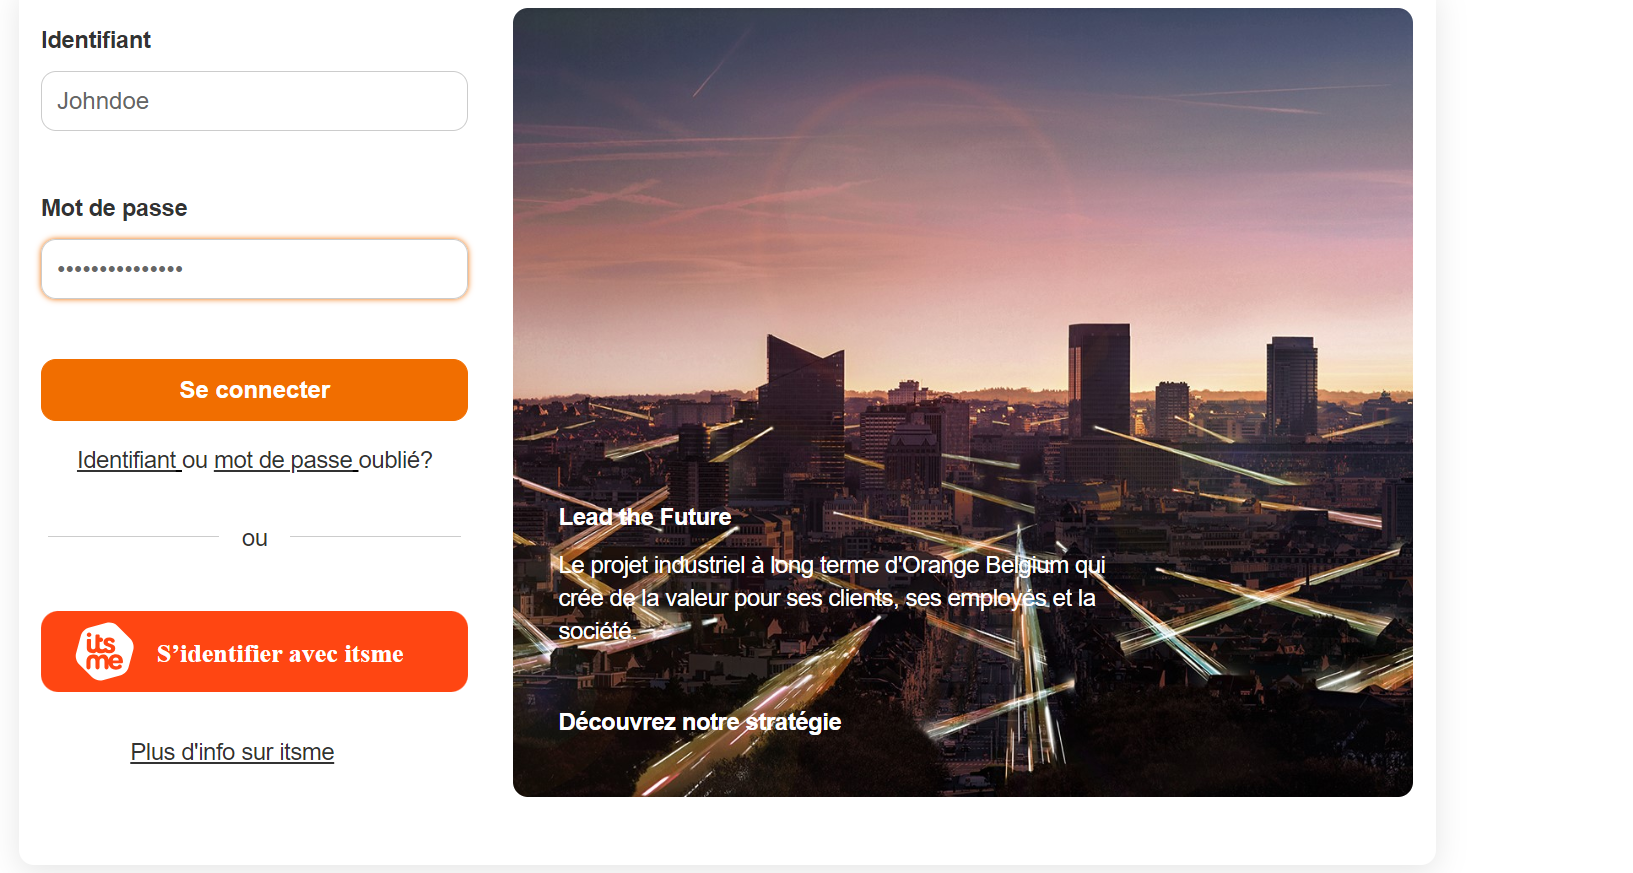 Identifiant
Johndoe
Mot de passe
•••••••••••••••
Se connecter
Identifiant ou mot de passe oublié?
ou
itsme
S’identifier avec itsme
Plus d'info sur itsme
Lead the Future
Le projet industriel à long terme d'Orange Belgium qui
crée de la valeur pour ses clients, ses employés et la
société.
Découvrez notre stratégie